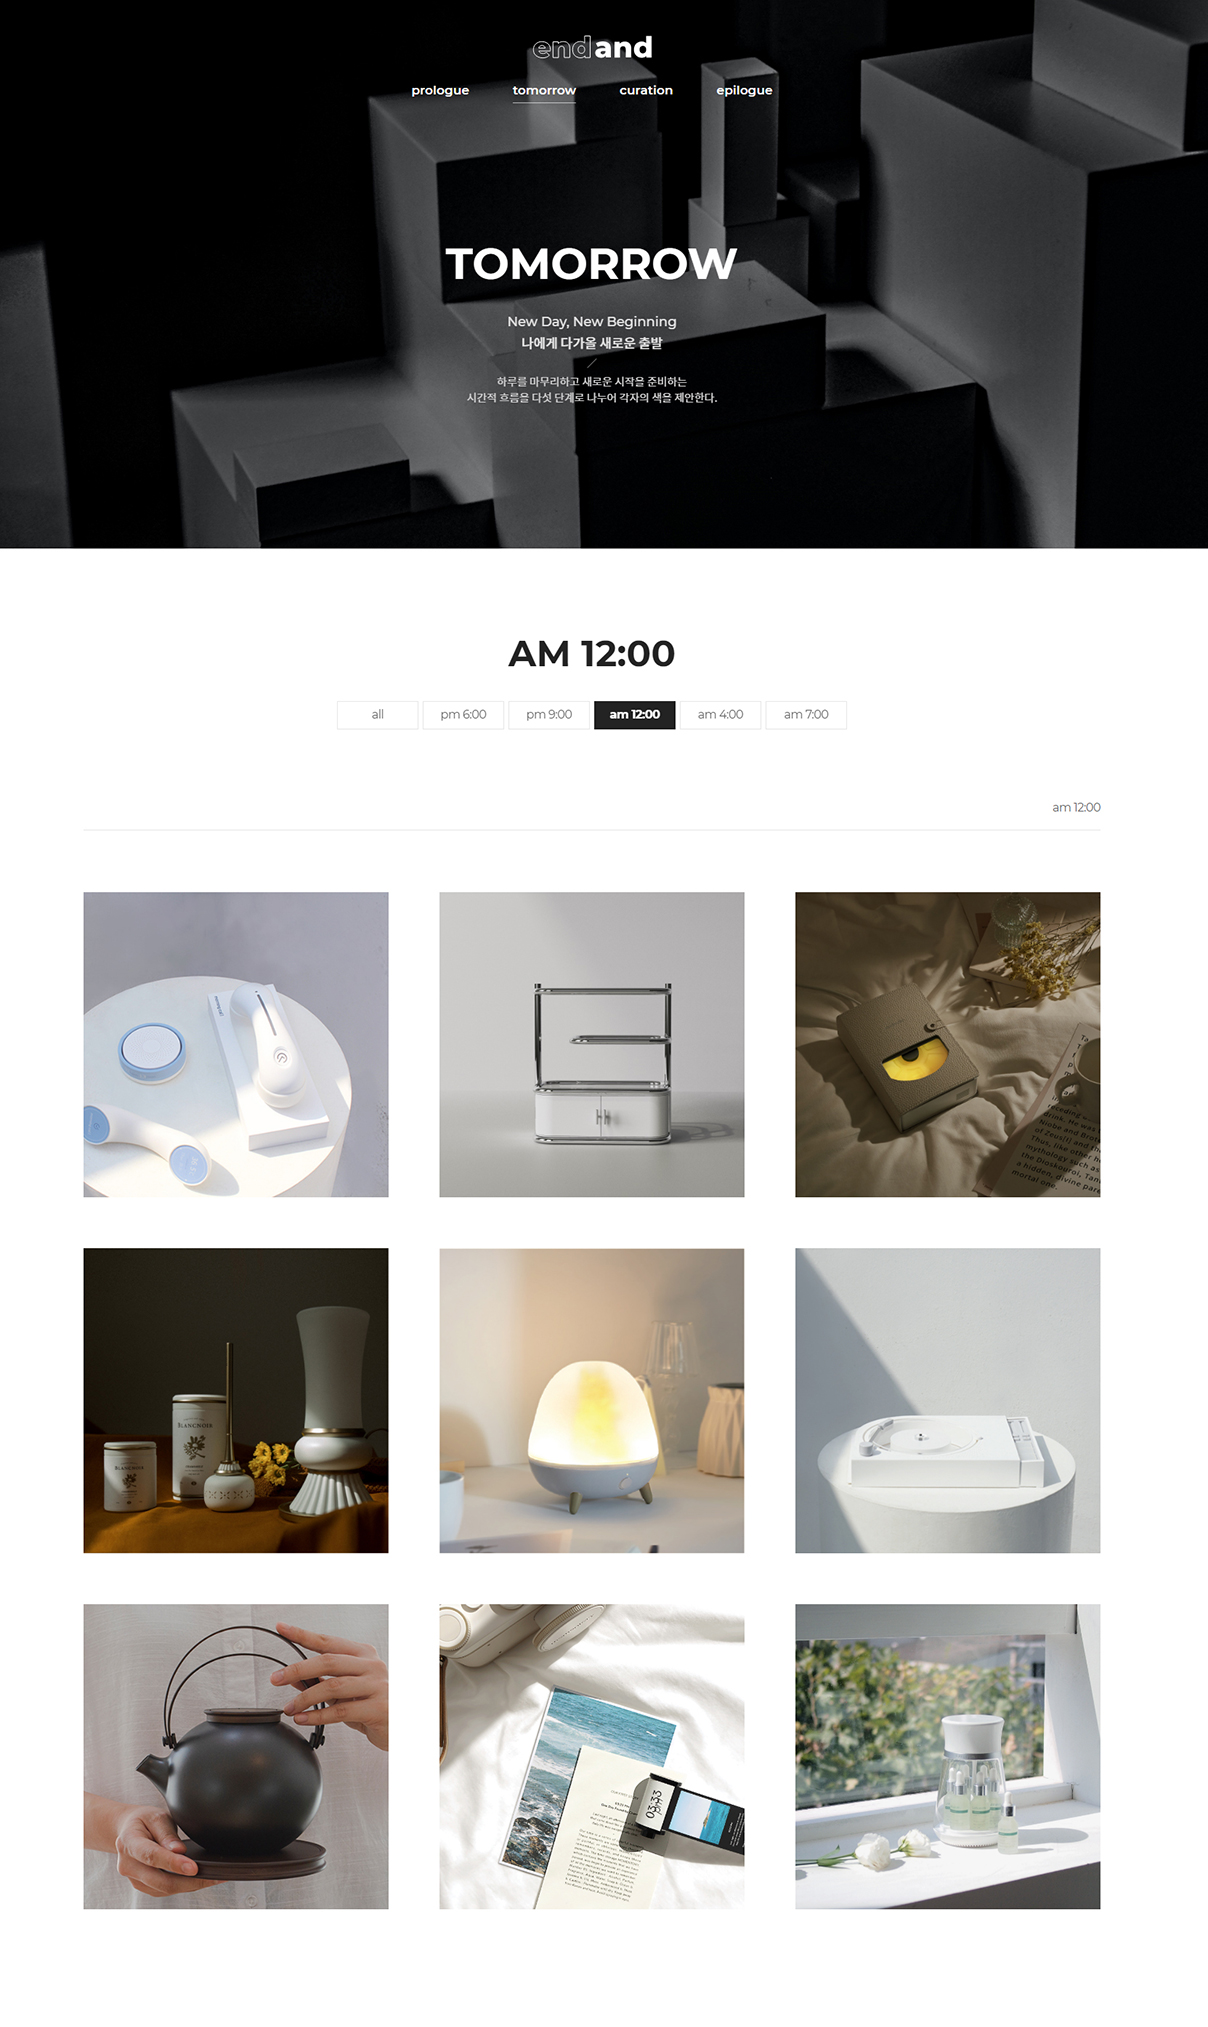 endand
prologue tomorrow curation epilogue
TOMORROW
New Day, New Beginning
나에게 다가올 새로운 출발
하루를 마무리하고 새로운 시작을 준비하는
시간적 흐름을 다섯 단계로 나누어 각자의 색을 제안한다.
AM 12:00
all pm 6:00 pm 9:00 am 12:00 am 4:00 am 7:00
am 12:00
BLANCNOIR
BLANCNOIR
03:33